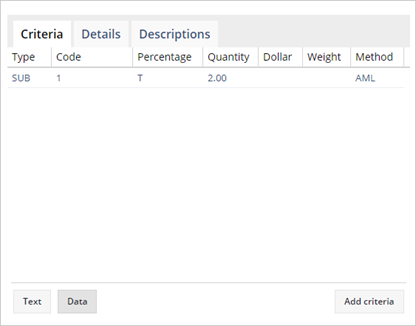 Criteria Details Descriptions
Type Code Percentage Quantity Dollar Weight Method
SUB 1 T 2.00 AML
Text Data Add criteria